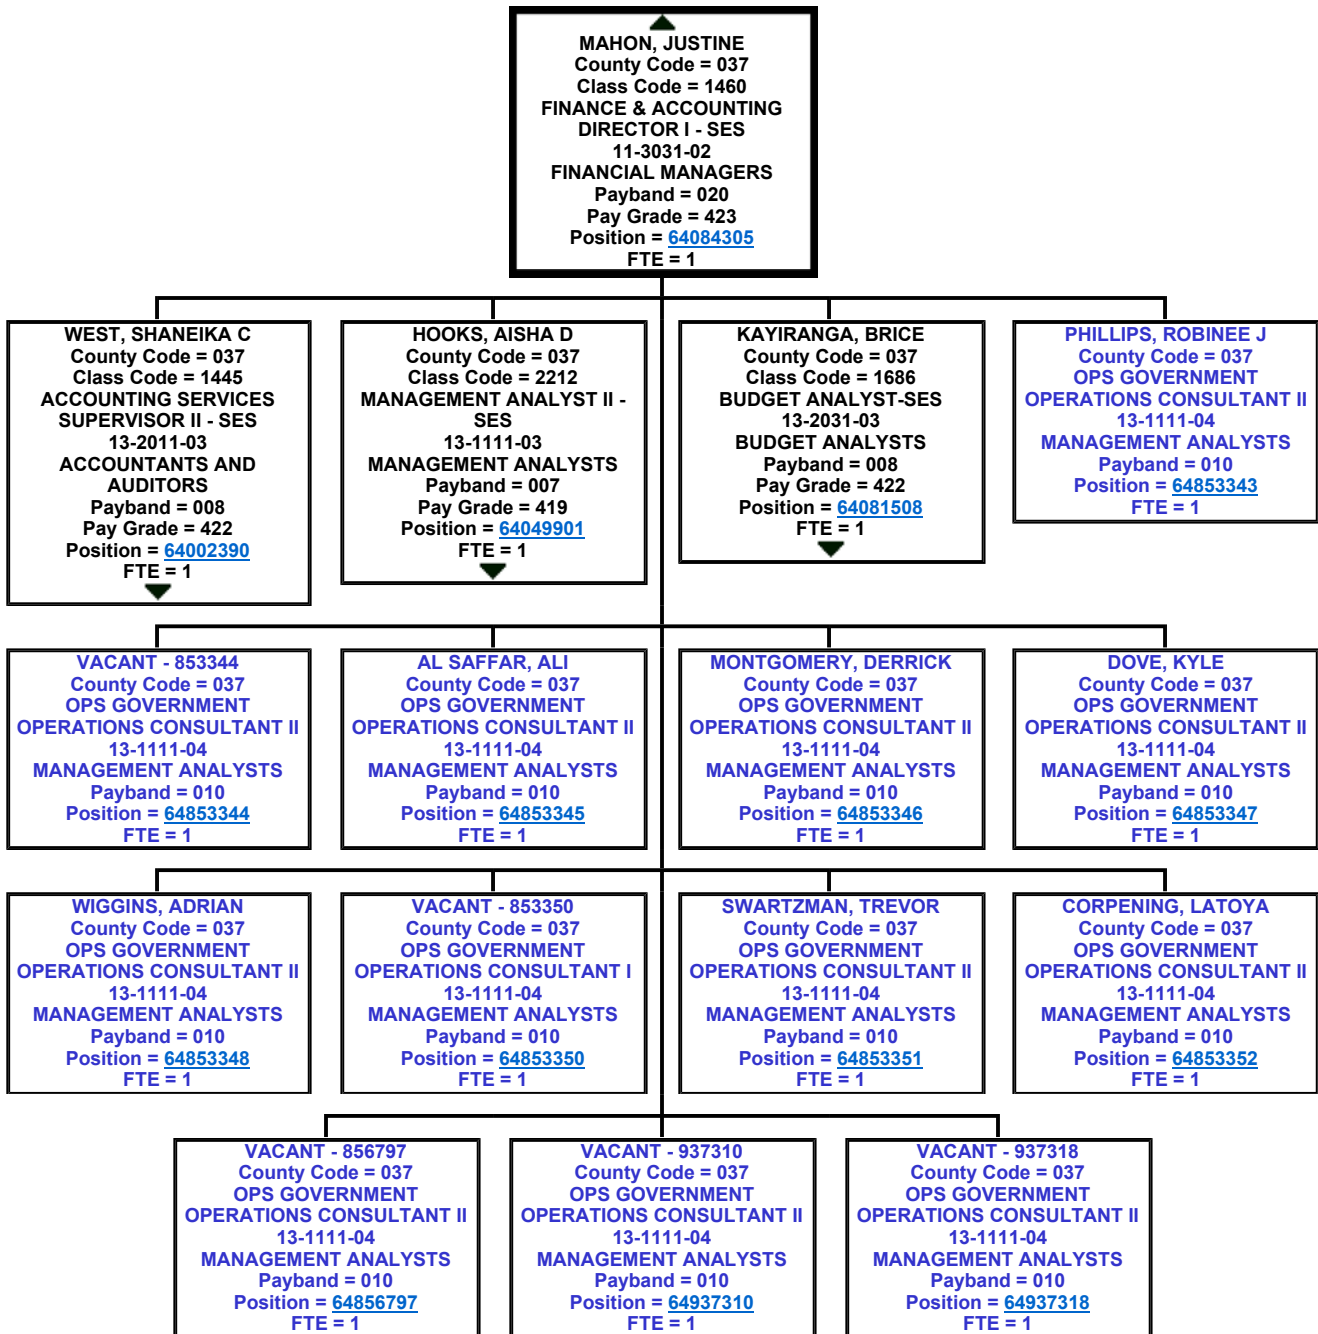 MAHON, JUSTINE
County Code = 037
Class Code = 1460
FINANCE & ACCOUNTING
DIRECTOR I - SES
11-3031-02
FINANCIAL MANAGERS
Payband = 020
Pay Grade = 423
Position = 64084305
FTE = 1
WEST, SHANEIKA C
County Code = 037
Class Code = 1445
ACCOUNTING SERVICES
SUPERVISOR II - SES
13-2011-03
ACCOUNTANTS AND
AUDITORS
Payband = 008
Pay Grade = 422
Position = 64002390
FTE = 1
HOOKS, AISHA D
County Code = 037
Class Code = 2212
MANAGEMENT ANALYST II -
SES
13-1111-03
MANAGEMENT ANALYSTS
Payband = 007
Pay Grade = 419
Position = 64049901
FTE = 1
KAYIRANGA, BRICE
County Code = 037
Class Code = 1686
BUDGET ANALYST-SES
13-2031-03
BUDGET ANALYSTS
Payband = 008
Pay Grade = 422
Position = 64081508
FTE = 1
PHILLIPS, ROBINEE J
County Code = 037
OPS GOVERNMENT
OPERATIONS CONSULTANT II
13-1111-04
MANAGEMENT ANALYSTS
Payband = 010
Position = 64853343
FTE = 1
VACANT - 853344
County Code = 037
OPS GOVERNMENT
OPERATIONS CONSULTANT II
13-1111-04
MANAGEMENT ANALYSTS
Payband = 010
Position = 64853344
FTE = 1
AL SAFFAR, ALI
County Code = 037
OPS GOVERNMENT
OPERATIONS CONSULTANT II
13-1111-04
MANAGEMENT ANALYSTS
Payband = 010
Position = 64853345
FTE = 1
MONTGOMERY, DERRICK
County Code = 037
OPS GOVERNMENT
OPERATIONS CONSULTANT II
13-1111-04
MANAGEMENT ANALYSTS
Payband = 010
Position = 64853346
FTE = 1
DOVE, KYLE
County Code = 037
OPS GOVERNMENT
OPERATIONS CONSULTANT II
13-1111-04
MANAGEMENT ANALYSTS
Payband = 010
Position = 64853347
FTE = 1
WIGGINS, ADRIAN
County Code = 037
OPS GOVERNMENT
OPERATIONS CONSULTANT II
13-1111-04
MANAGEMENT ANALYSTS
Payband = 010
Position = 64853348
FTE = 1
VACANT - 853350
County Code = 037
OPS GOVERNMENT
OPERATIONS CONSULTANT I
13-1111-04
MANAGEMENT ANALYSTS
Payband = 010
Position = 64853350
FTE = 1
SWARTZMAN, TREVOR
County Code = 037
OPS GOVERNMENT
OPERATIONS CONSULTANT II
13-1111-04
MANAGEMENT ANALYSTS
Payband = 010
Position = 64853351
FTE = 1
CORPENING, LATOYA
County Code = 037
OPS GOVERNMENT
OPERATIONS CONSULTANT II
13-1111-04
MANAGEMENT ANALYSTS
Payband = 010
Position = 64853352
FTE = 1
VACANT - 856797
County Code = 037
OPS GOVERNMENT
OPERATIONS CONSULTANT II
13-1111-04
MANAGEMENT ANALYSTS
Payband = 010
Position = 64856797
FTE = 1
VACANT - 937310
County Code = 037
OPS GOVERNMENT
OPERATIONS CONSULTANT II
13-1111-04
MANAGEMENT ANALYSTS
Payband = 010
Position = 64937310
FTE = 1
VACANT - 937318
County Code = 037
OPS GOVERNMENT
OPERATIONS CONSULTANT II
13-1111-04
MANAGEMENT ANALYSTS
Payband = 010
Position = 64937318
FTE = 1